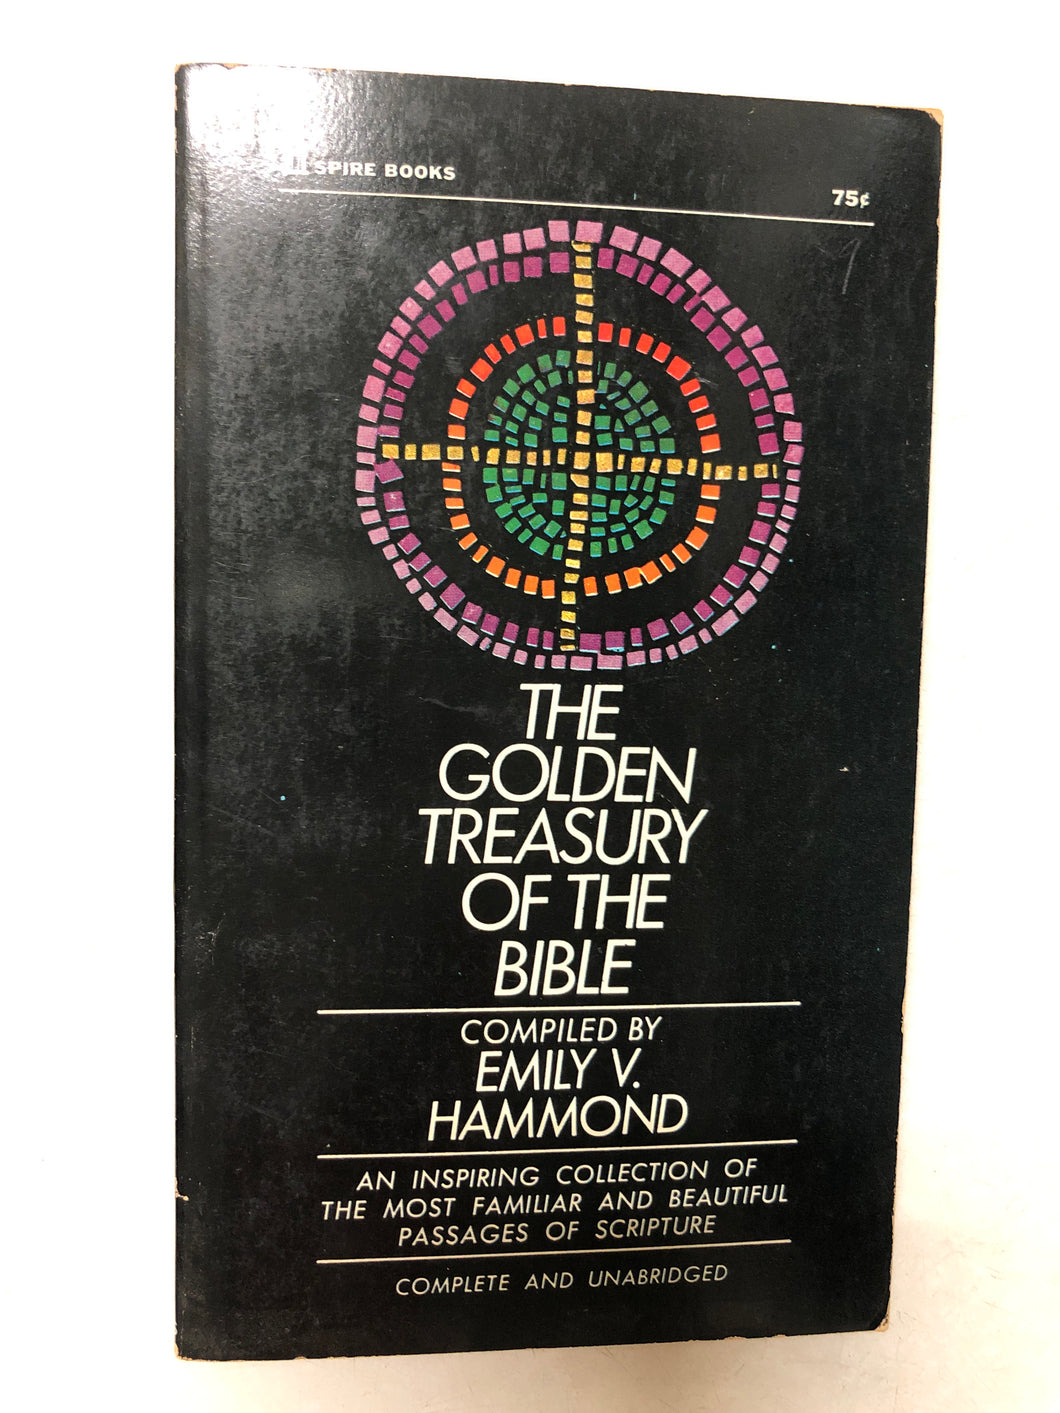 SPIRE BOOKS
75¢
THE
GOLDEN
TREASURY
OF THE
BIBLE
COMPILED BY
EMILY V.
HAMMOND
AN INSPIRING COLLECTION OF
THE MOST FAMILIAR AND BEAUTIFUL
PASSAGES OF SCRIPTURE
COMPLETE AND UNABRIDGED